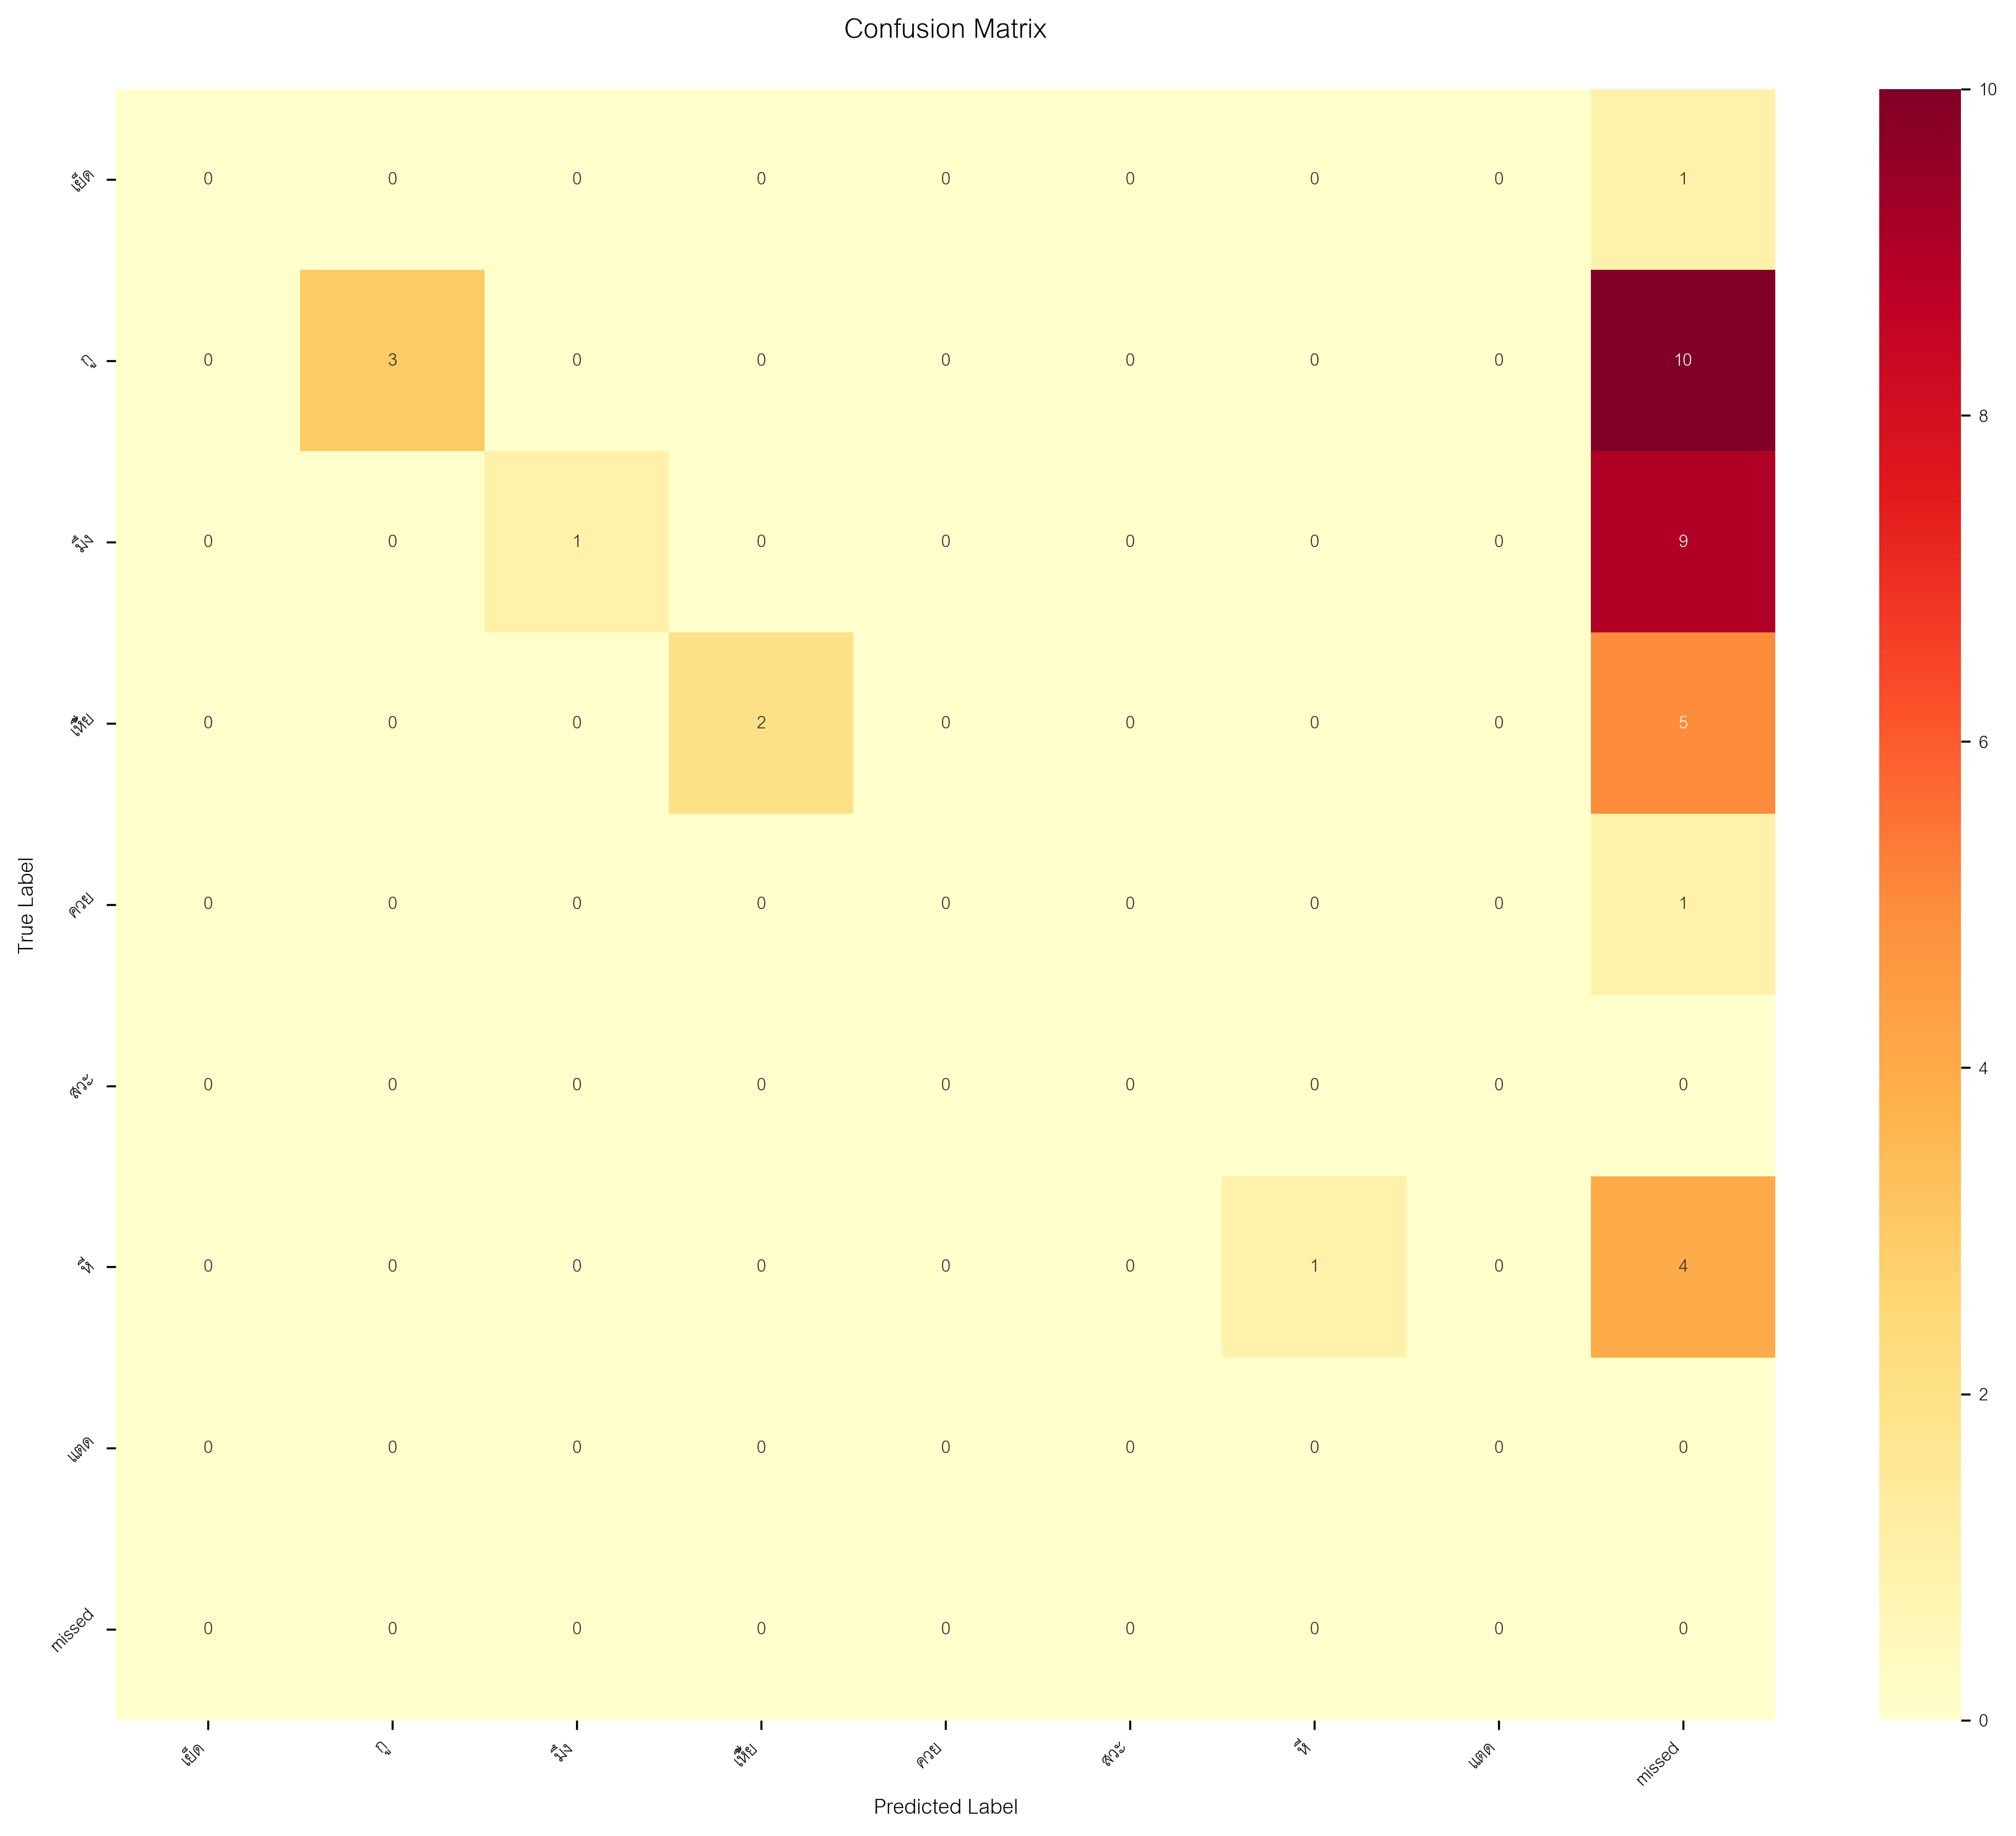 Confusion Matrix
เย็ด 0 0 0 0 0 0 0 0 1
กู 0 3 0 0 0 0 0 0 10
มึง 0 0 1 0 0 0 0 0 9
เหี้ย 0 0 0 2 0 0 0 0 5
ควย 0 0 0 0 0 0 0 0 1
สวะ 0 0 0 0 0 0 0 0 0
หี 0 0 0 0 0 0 1 0 4
แตด 0 0 0 0 0 0 0 0 0
missed 0 0 0 0 0 0 0 0 0
เย็ด กู มึง เหี้ย ควย สวะ หี แตด missed
Predicted Label
True Label
10
8
6
4
2
0